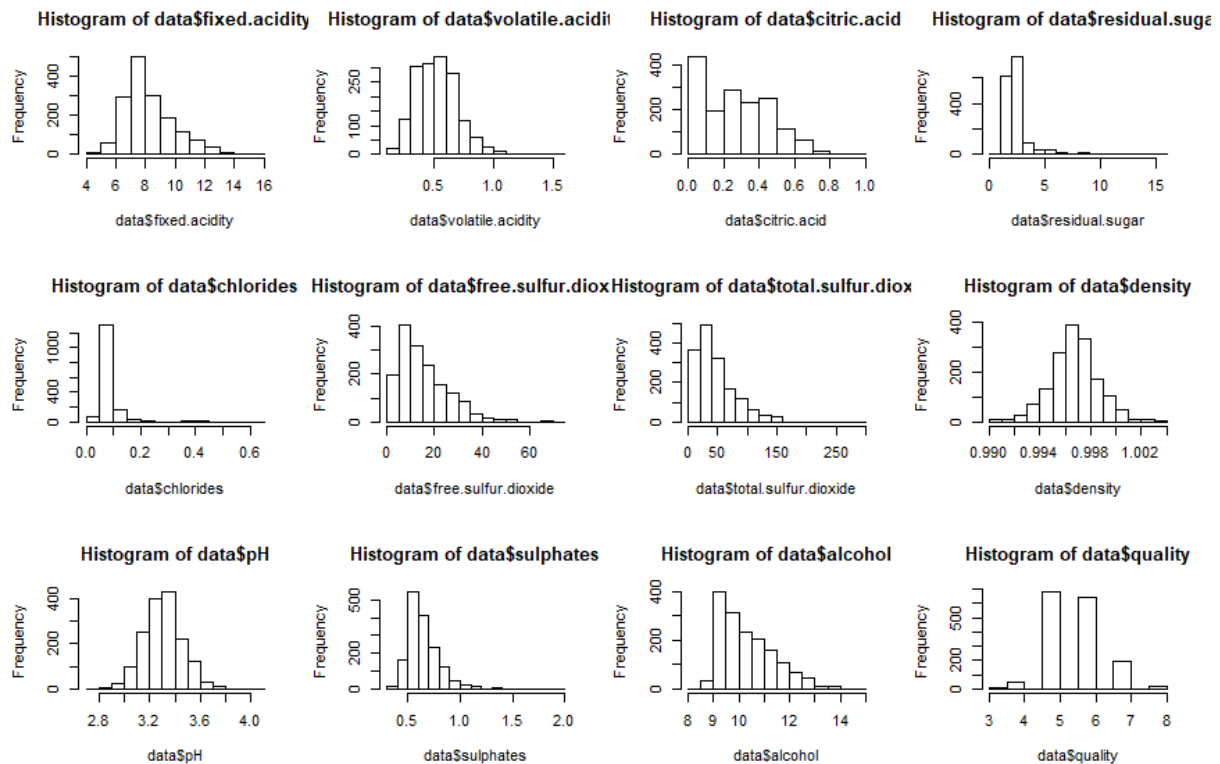 Histogram of data$fixed.acidity
Histogram of data$volatile.acidit
Histogram of data$citric.acid
Histogram of data$residual.suga
Frequency
0 200 400
4 6 8 10 12 14 16
data$fixed.acidity
Frequency
0 150 300
0.5 1.0 1.5
data$volatile.acidity
Frequency
0 200 400
0.0 0.2 0.4 0.6 0.8 1.0
data$citric.acid
Frequency
0 400
0 5 10 15
data$residual.sugar
Histogram of data$chlorides
Histogram of data$free.sulfur.diox
Histogram of data$total.sulfur.diox
Histogram of data$density
Frequency
0 400 1000
0.0 0.2 0.4 0.6
data$chlorides
Frequency
0 200 400
0 20 40 60
data$free.sulfur.dioxide
Frequency
0 200 400
0 50 150 250
data$total.sulfur.dioxide
Frequency
0 200 400
0.990 0.994 0.998 1.002
data$density
Histogram of data$pH
Histogram of data$sulphates
Histogram of data$alcohol
Histogram of data$quality
Frequency
0 200 400
2.8 3.2 3.6 4.0
data$pH
Frequency
0 200 500
0.5 1.0 1.5 2.0
data$sulphates
Frequency
0 200 400
8 9 10 12 14
data$alcohol
Frequency
0 200 500
3 4 5 6 7 8
data$quality